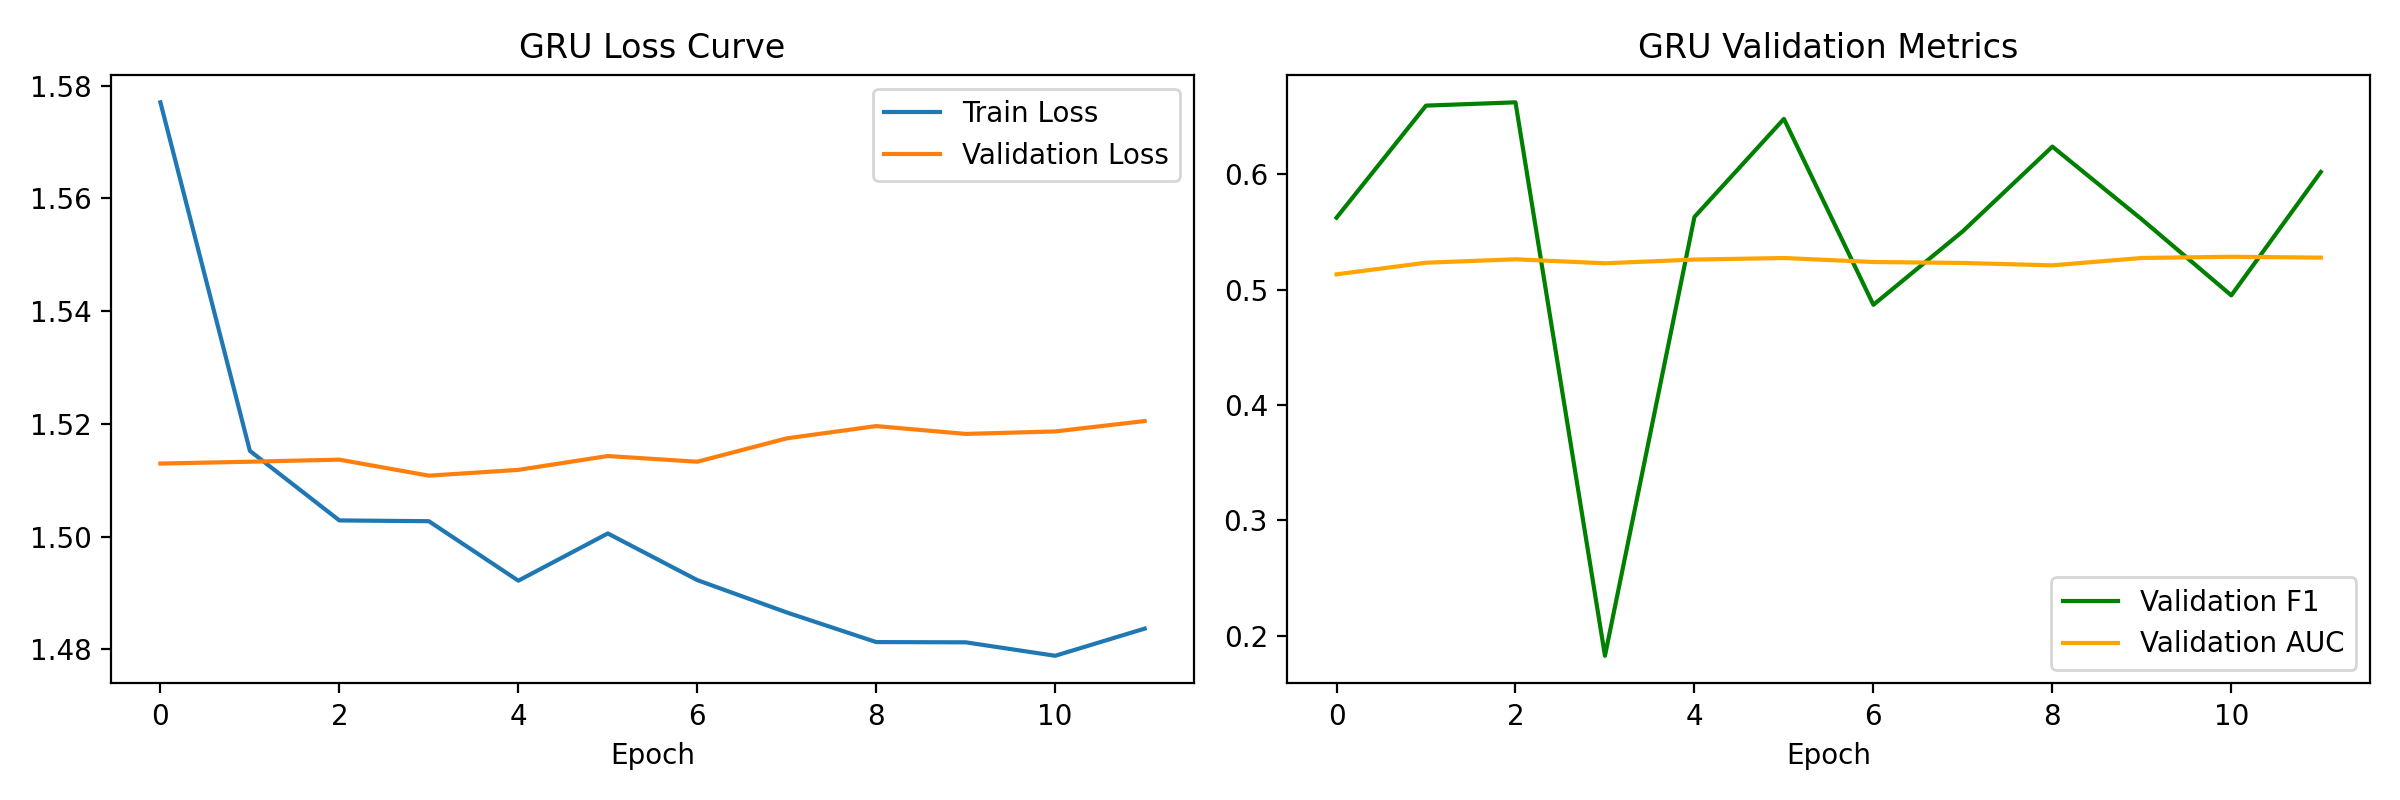 GRU Loss Curve
1.58
1.56
1.54
1.52
1.50
1.48
Train Loss
Validation Loss
0 2 4 6 8 10
Epoch
GRU Validation Metrics
0.6
0.5
0.4
0.3
0.2
Validation F1
Validation AUC
0 2 4 6 8 10
Epoch